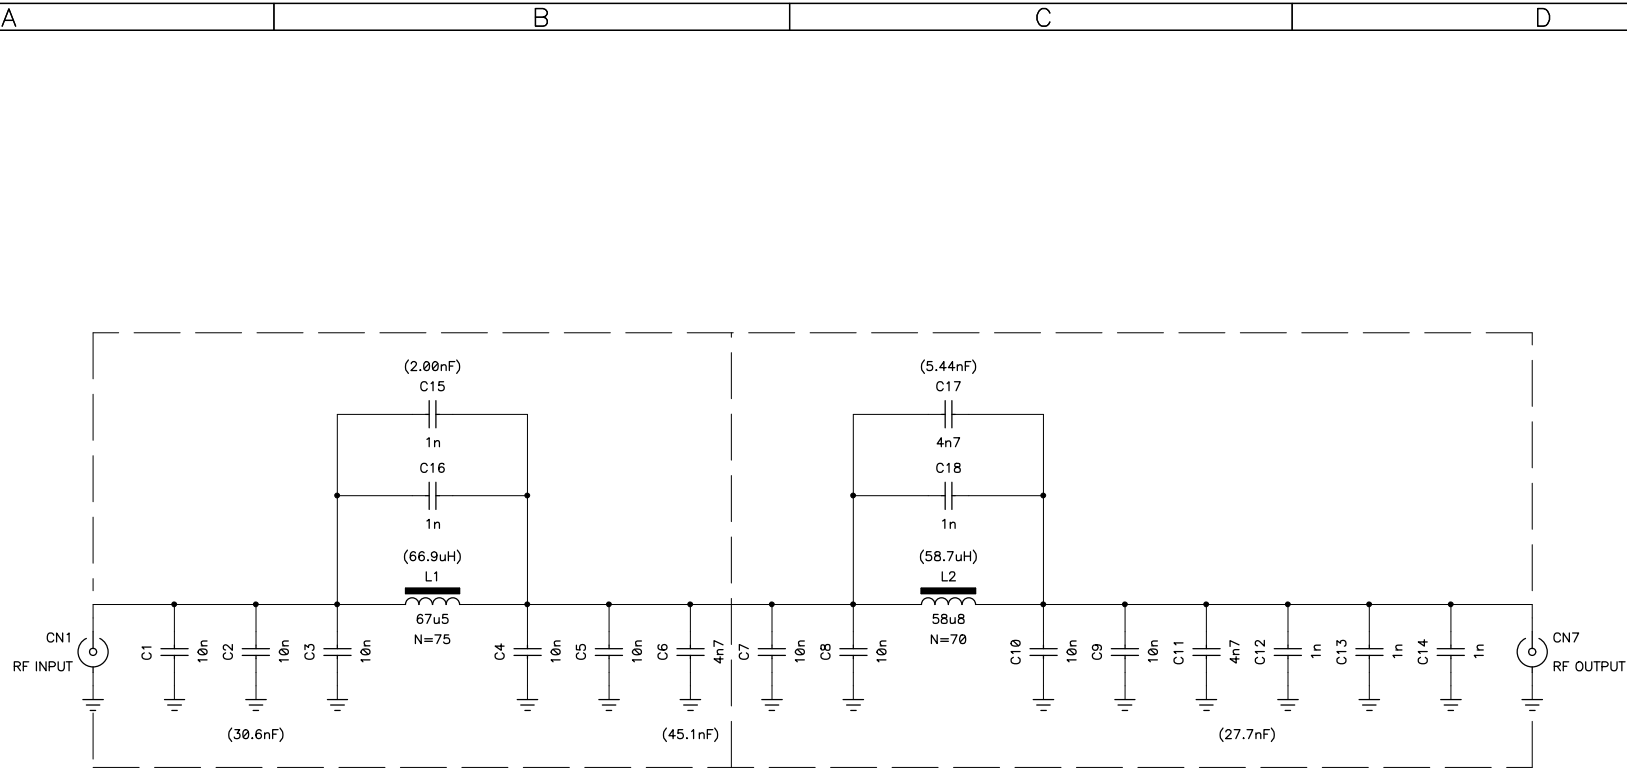 A B C D
(2.00nF) (5.44nF)
C15 C17
1n 4n7
C16 C18
1n 1n
(66.9uH) (58.7uH)
L1 L2
67u5 58u8
N=75 N=70
CN1 CN7
RF INPUT RF OUTPUT
C1 10n C2 10n C3 10n C4 10n C5 10n C6 4n7 C7 10n C8 10n C10 10n C9 10n C11 4n7 C12 1n C13 1n C14 1n
(30.6nF) (45.1nF) (27.7nF)